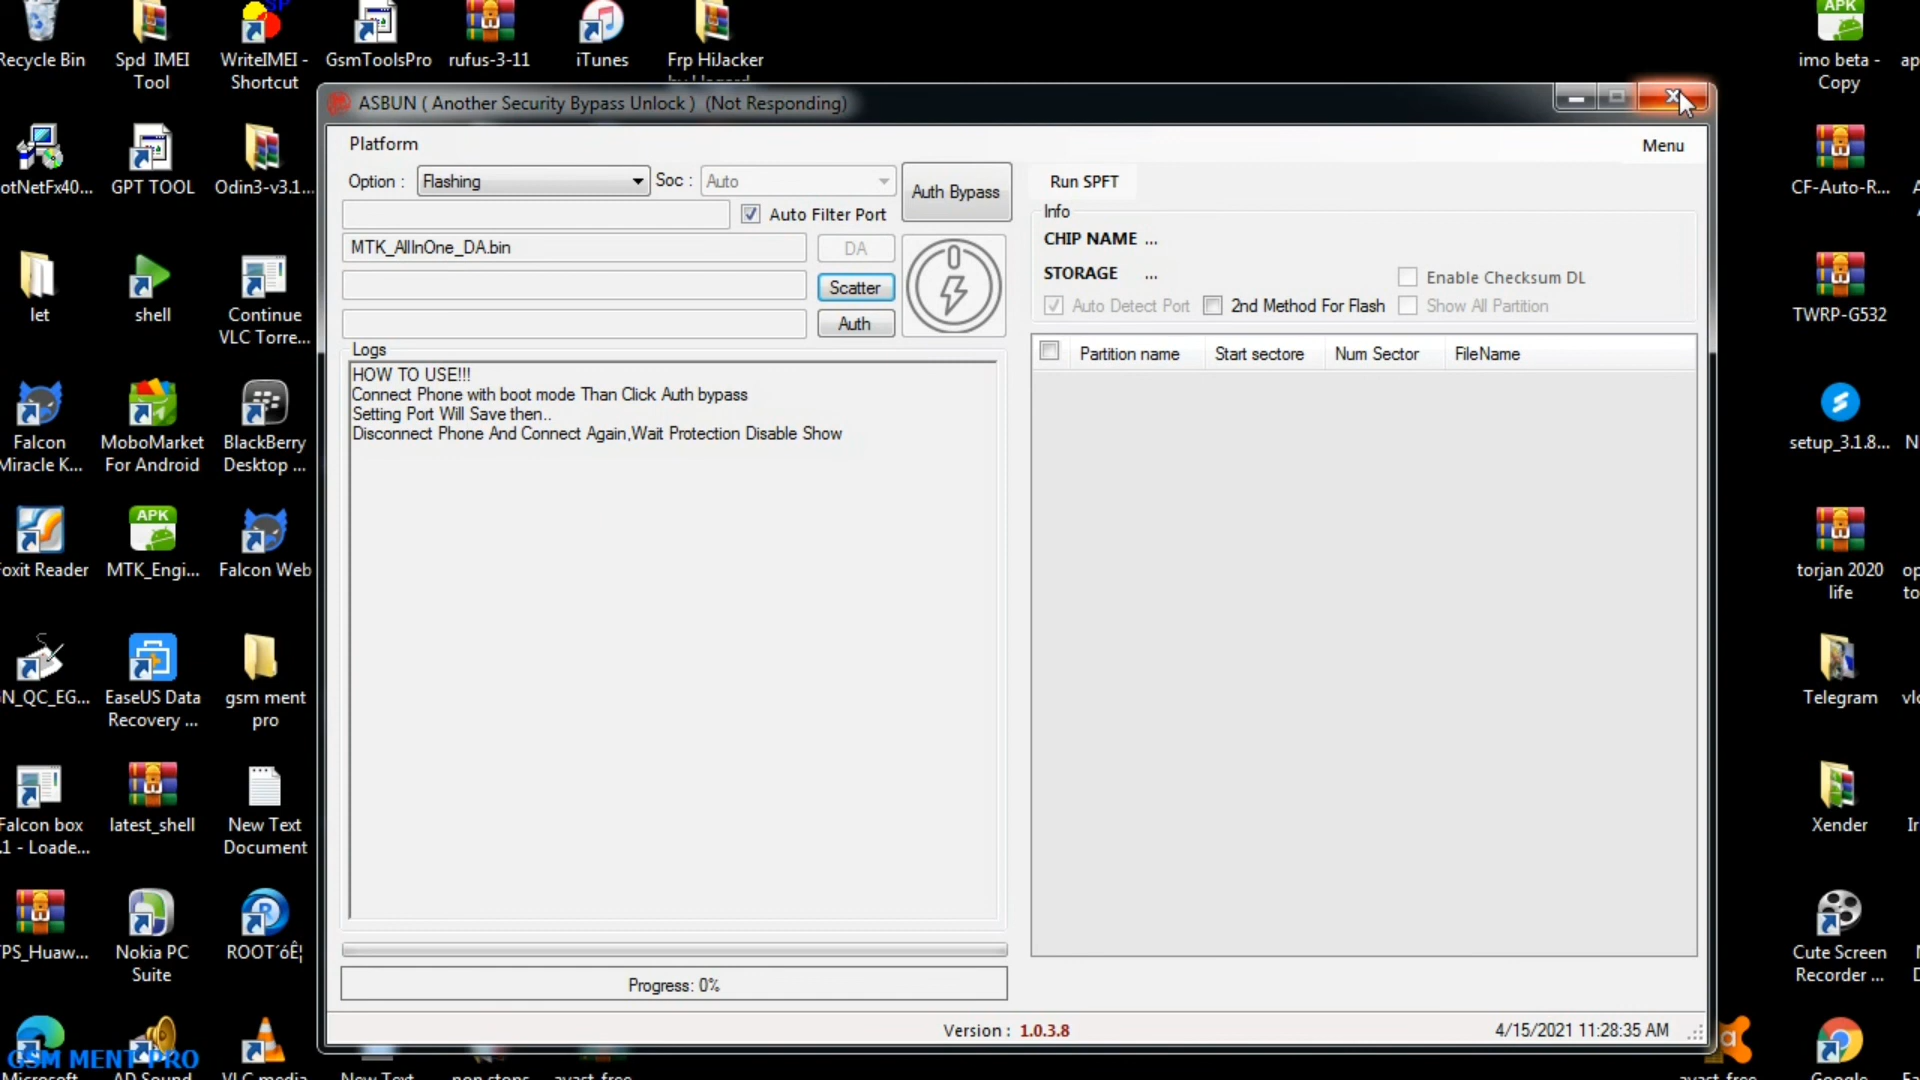 Recycle Bin
Spd IMEI
Tool
SP
WriteIMEI -
Shortcut
GsmToolsPro
rufus-3-11
iTunes
Frp HiJacker
APK
imo beta -
Copy
ASBUN ( Another Security Bypass Unlock ) (Not Responding)
Platform
Menu
Option :
Flashing
Soc :
Auto
Auth Bypass
Run SPFT
Auto Filter Port
Info
MTK_AllInOne_DA.bin
DA
CHIP NAME ...
STORAGE ...
Enable Checksum DL
Scatter
Auto Detect Port
2nd Method For Flash
Show All Partition
Auth
Logs
HOW TO USE!!!
Connect Phone with boot mode Than Click Auth bypass
Setting Port Will Save then..
Disconnect Phone And Connect Again,Wait Protection Disable Show
Partition name
Start sectore
Num Sector
FileName
Progress: 0%
Version : 1.0.3.8
4/15/2021 11:28:35 AM
otNetFx40...
GPT TOOL
Odin3-v3.1...
let
shell
Continue
VLC Torre...
Falcon
Miracle K...
MoboMarket
For Android
BlackBerry
Desktop ...
Foxit Reader
APK
MTK_Engi...
Falcon Web
N_QC_EG...
EaseUS Data
Recovery ...
gsm ment
pro
Falcon box
.1 - Loade...
latest_shell
New Text
Document
TPS_Huaw...
Nokia PC
Suite
ROOT´óÊ¦
GSM MENT PRO
Microsoft
AD Sound
VLC media
New Text
non stops
avast-free
CF-Auto-R...
TWRP-G532
setup_3.1.8...
torjan 2020
life
Telegram
Xender
Cute Screen
Recorder ...
avast-free
Google